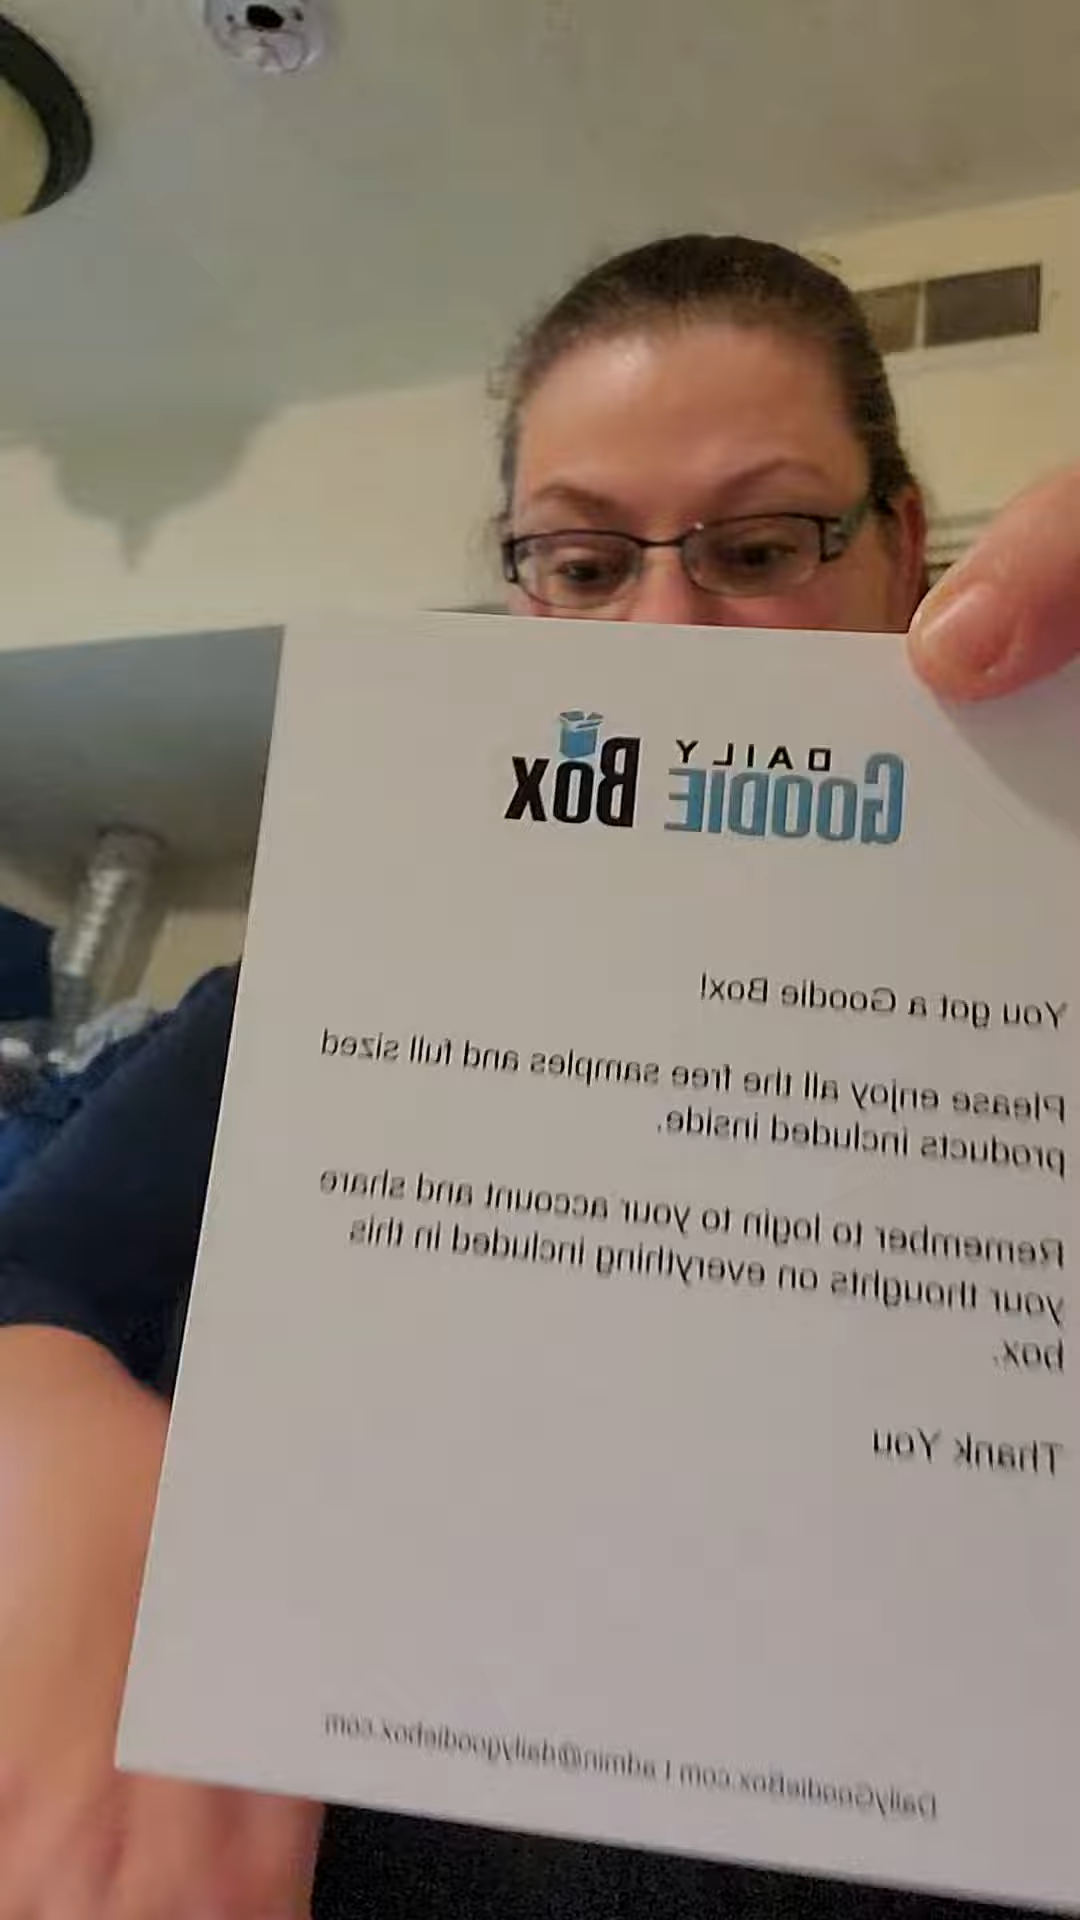 DAILY
GOODIE BOX
You got a Goodie Box!
Please enjoy all the free samples and full sized
products included inside.
Remember to login to your account and share
your thoughts on everything included in this
box.
Thank You
DailyGoodieBox.com | admin@dailygoodiebox.com